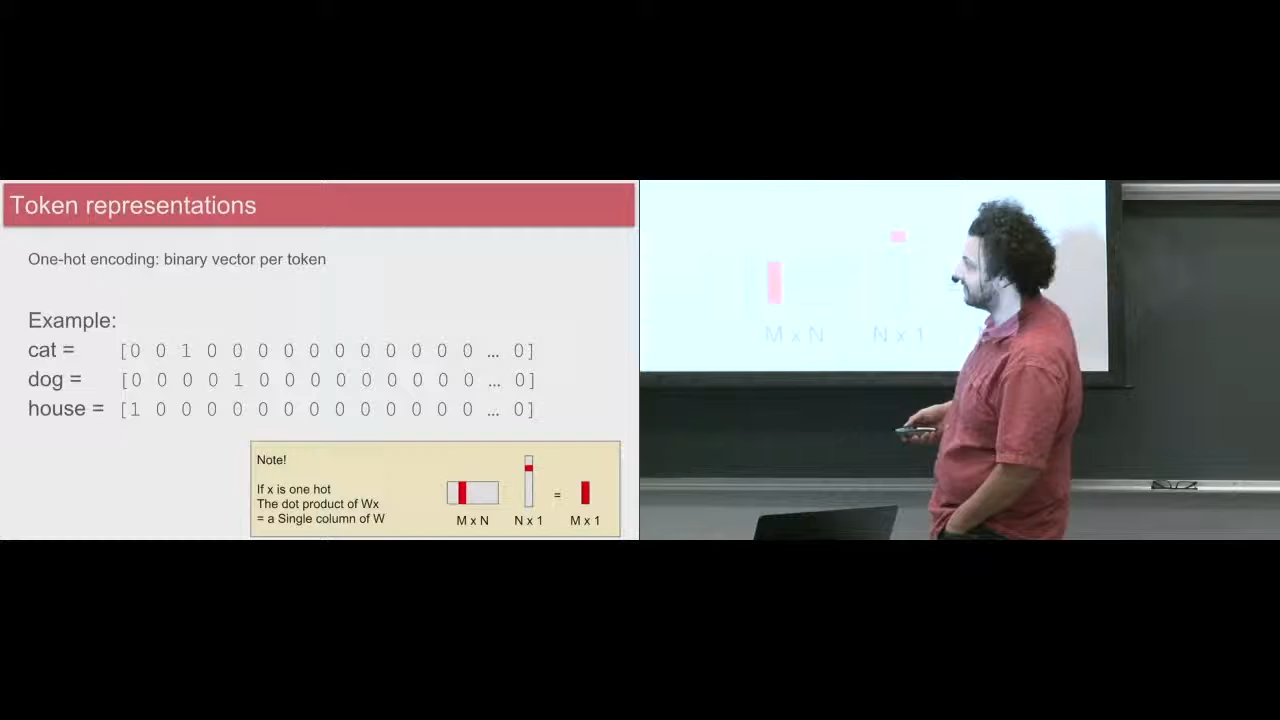 Token representations
One-hot encoding: binary vector per token
Example:
cat = [0 0 1 0 0 0 0 0 0 0 0 0 0 0 … 0]
dog = [0 0 0 0 1 0 0 0 0 0 0 0 0 0 … 0]
house = [1 0 0 0 0 0 0 0 0 0 0 0 0 0 … 0]
Note!
If x is one hot
The dot product of Wx
= a Single column of W
=
M x N N x 1 M x 1
M x N N x 1